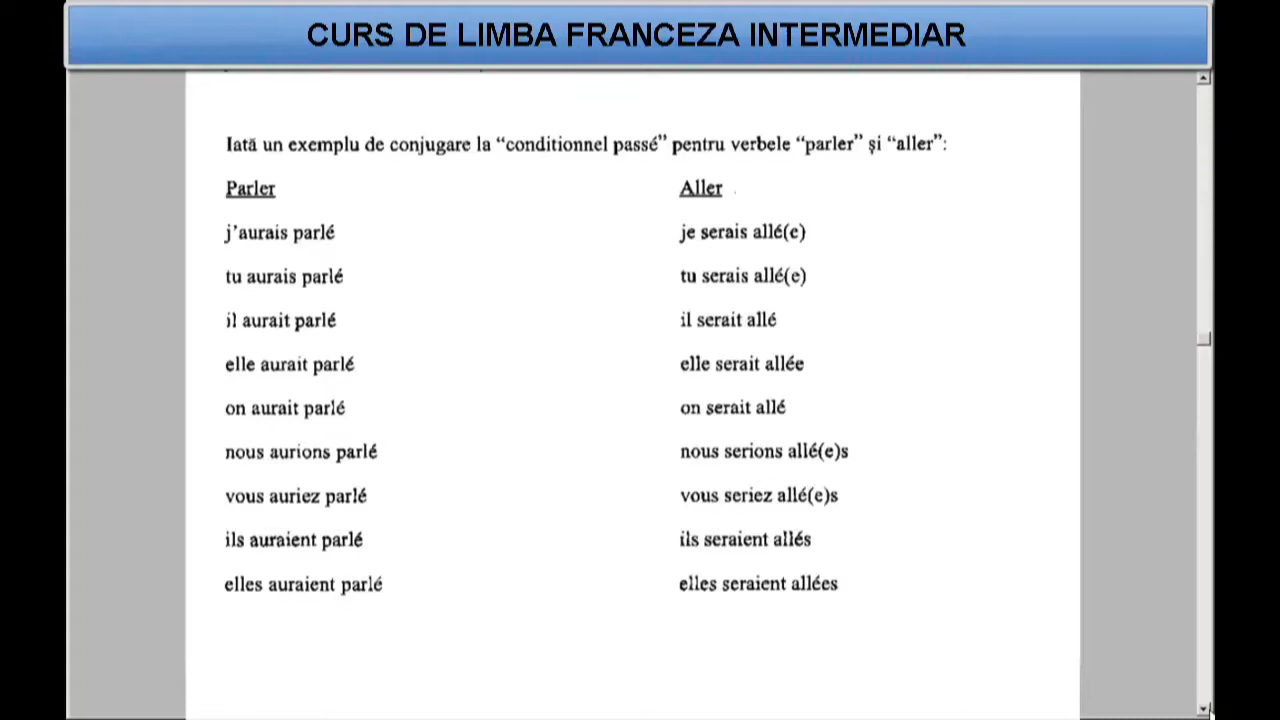 CURS DE LIMBA FRANCEZA INTERMEDIAR
Iată un exemplu de conjugare la “conditionnel passé” pentru verbele “parler” și “aller”:
Parler Aller
j’aurais parlé je serais allé(e)
tu aurais parlé tu serais allé(e)
il aurait parlé il serait allé
elle aurait parlé elle serait allée
on aurait parlé on serait allé
nous aurions parlé nous serions allé(e)s
vous auriez parlé vous seriez allé(e)s
ils auraient parlé ils seraient allés
elles auraient parlé elles seraient allées